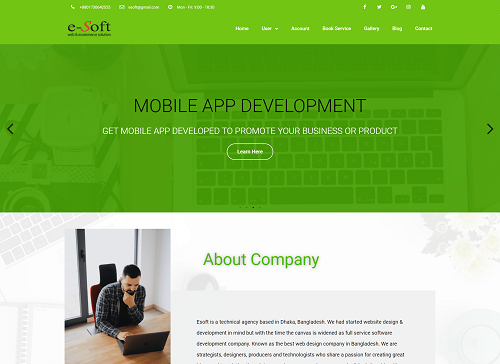 +8801730642053 esoft@gmail.com Mon - Fri: 9:00 - 18:30
e-Soft
web & ecommerce solution
Home User Account Book Service Gallery Blog Contact
MOBILE APP DEVELOPMENT
GET MOBILE APP DEVELOPED TO PROMOTE YOUR BUSINESS OR PRODUCT
Learn Here
About Company
Esoft is a technical agency based in Dhaka, Bangladesh. We had started website design &
development in mind but with the time the canvas is widened as full service software
development company. Known as the best web design company in Bangladesh. We are
strategists, designers, producers and technologists who share a passion for creating great